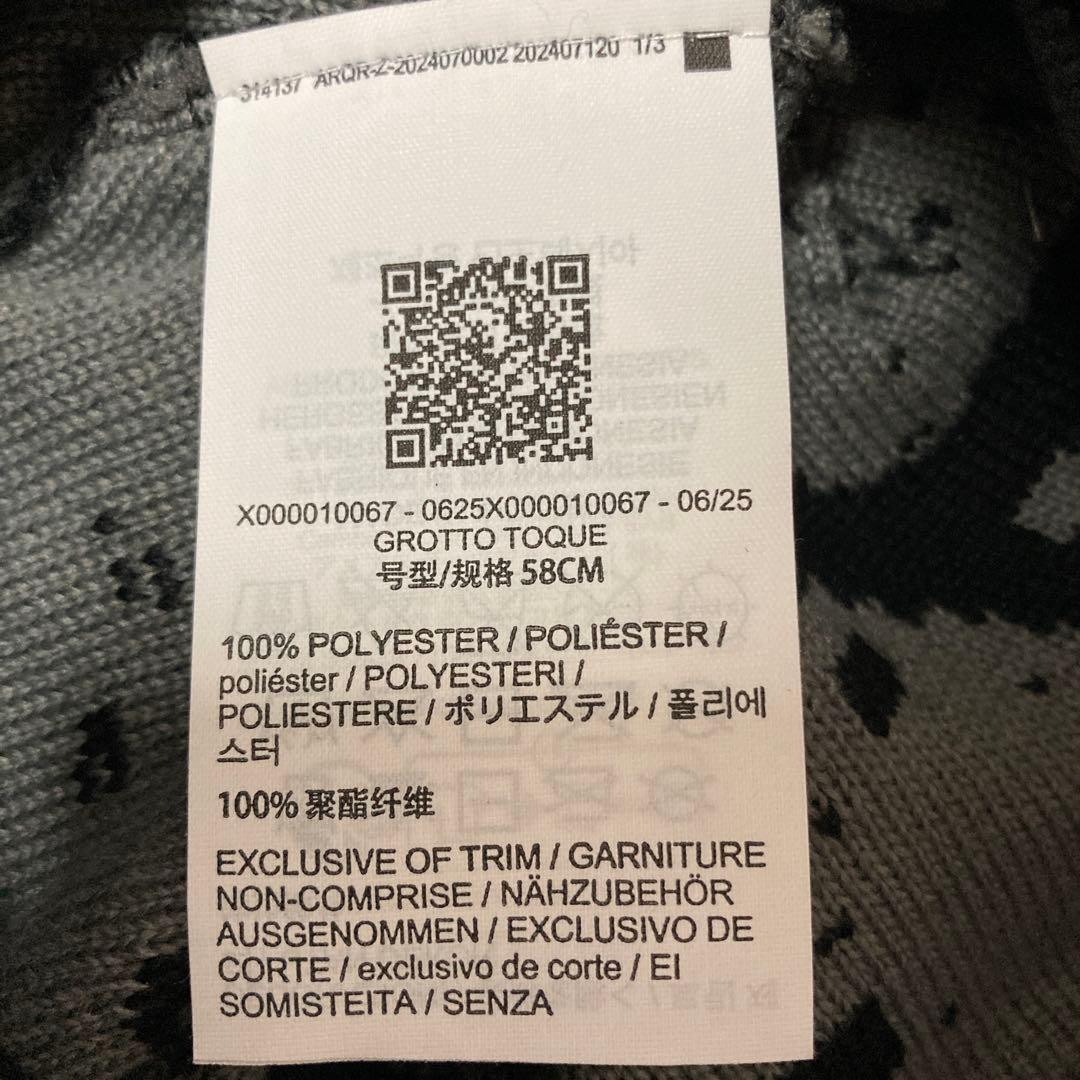 314137 ARQR-Z-2024070002 202407120 1/3
X000010067 - 0625X000010067 - 06/25
GROTTO TOQUE
号型/规格 58CM
100% POLYESTER / POLIÉSTER /
poliéster / POLYESTERI /
POLIESTERE / ポリエステル / 폴리에
스터
100% 聚酯纤维
EXCLUSIVE OF TRIM / GARNITURE
NON-COMPRISE / NÄHZUBEHÖR
AUSGENOMMEN / EXCLUSIVO DE
CORTE / exclusivo de corte / EI
SOMISTEITA / SENZA